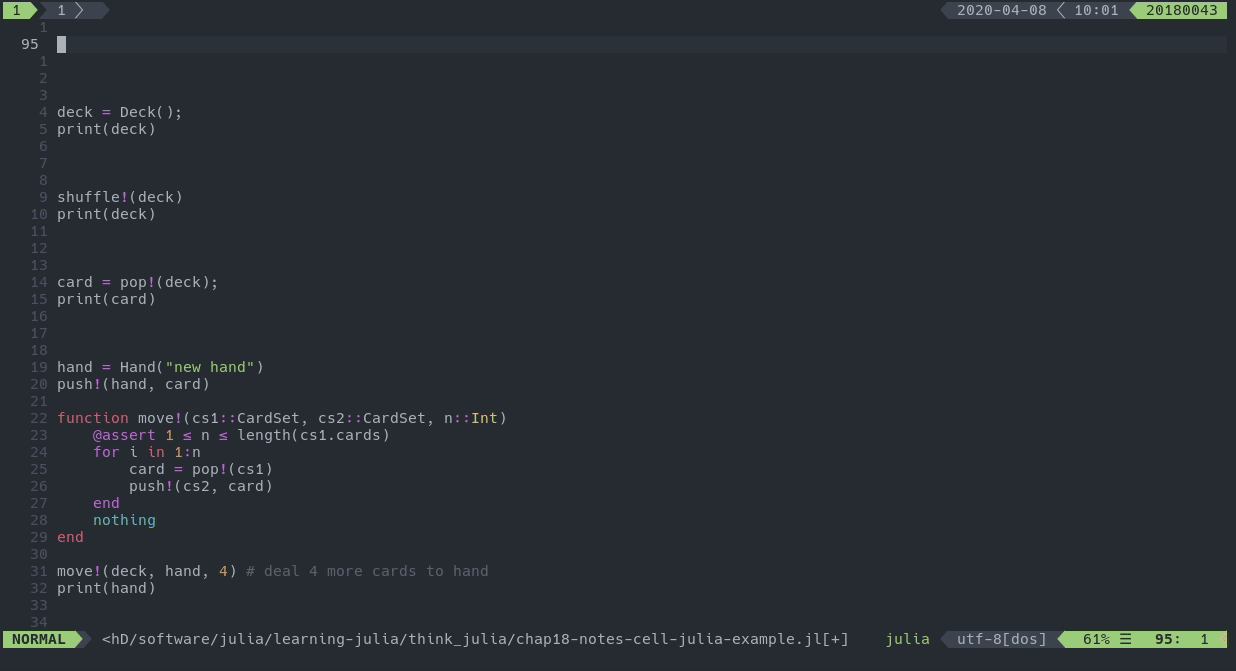 1 1 2020-04-08 10:01 20180043
1
95
1
2
3
4 deck = Deck();
5 print(deck)
6
7
8
9 shuffle!(deck)
10 print(deck)
11
12
13
14 card = pop!(deck);
15 print(card)
16
17
18
19 hand = Hand("new hand")
20 push!(hand, card)
21
22 function move!(cs1::CardSet, cs2::CardSet, n::Int)
23     @assert 1 ≤ n ≤ length(cs1.cards)
24     for i in 1:n
25         card = pop!(cs1)
26         push!(cs2, card)
27     end
28     nothing
29 end
30
31 move!(deck, hand, 4) # deal 4 more cards to hand
32 print(hand)
33
34
NORMAL <hD/software/julia/learning-julia/think_julia/chap18-notes-cell-julia-example.jl[+] julia utf-8[dos] 61% ☰ 95: 1